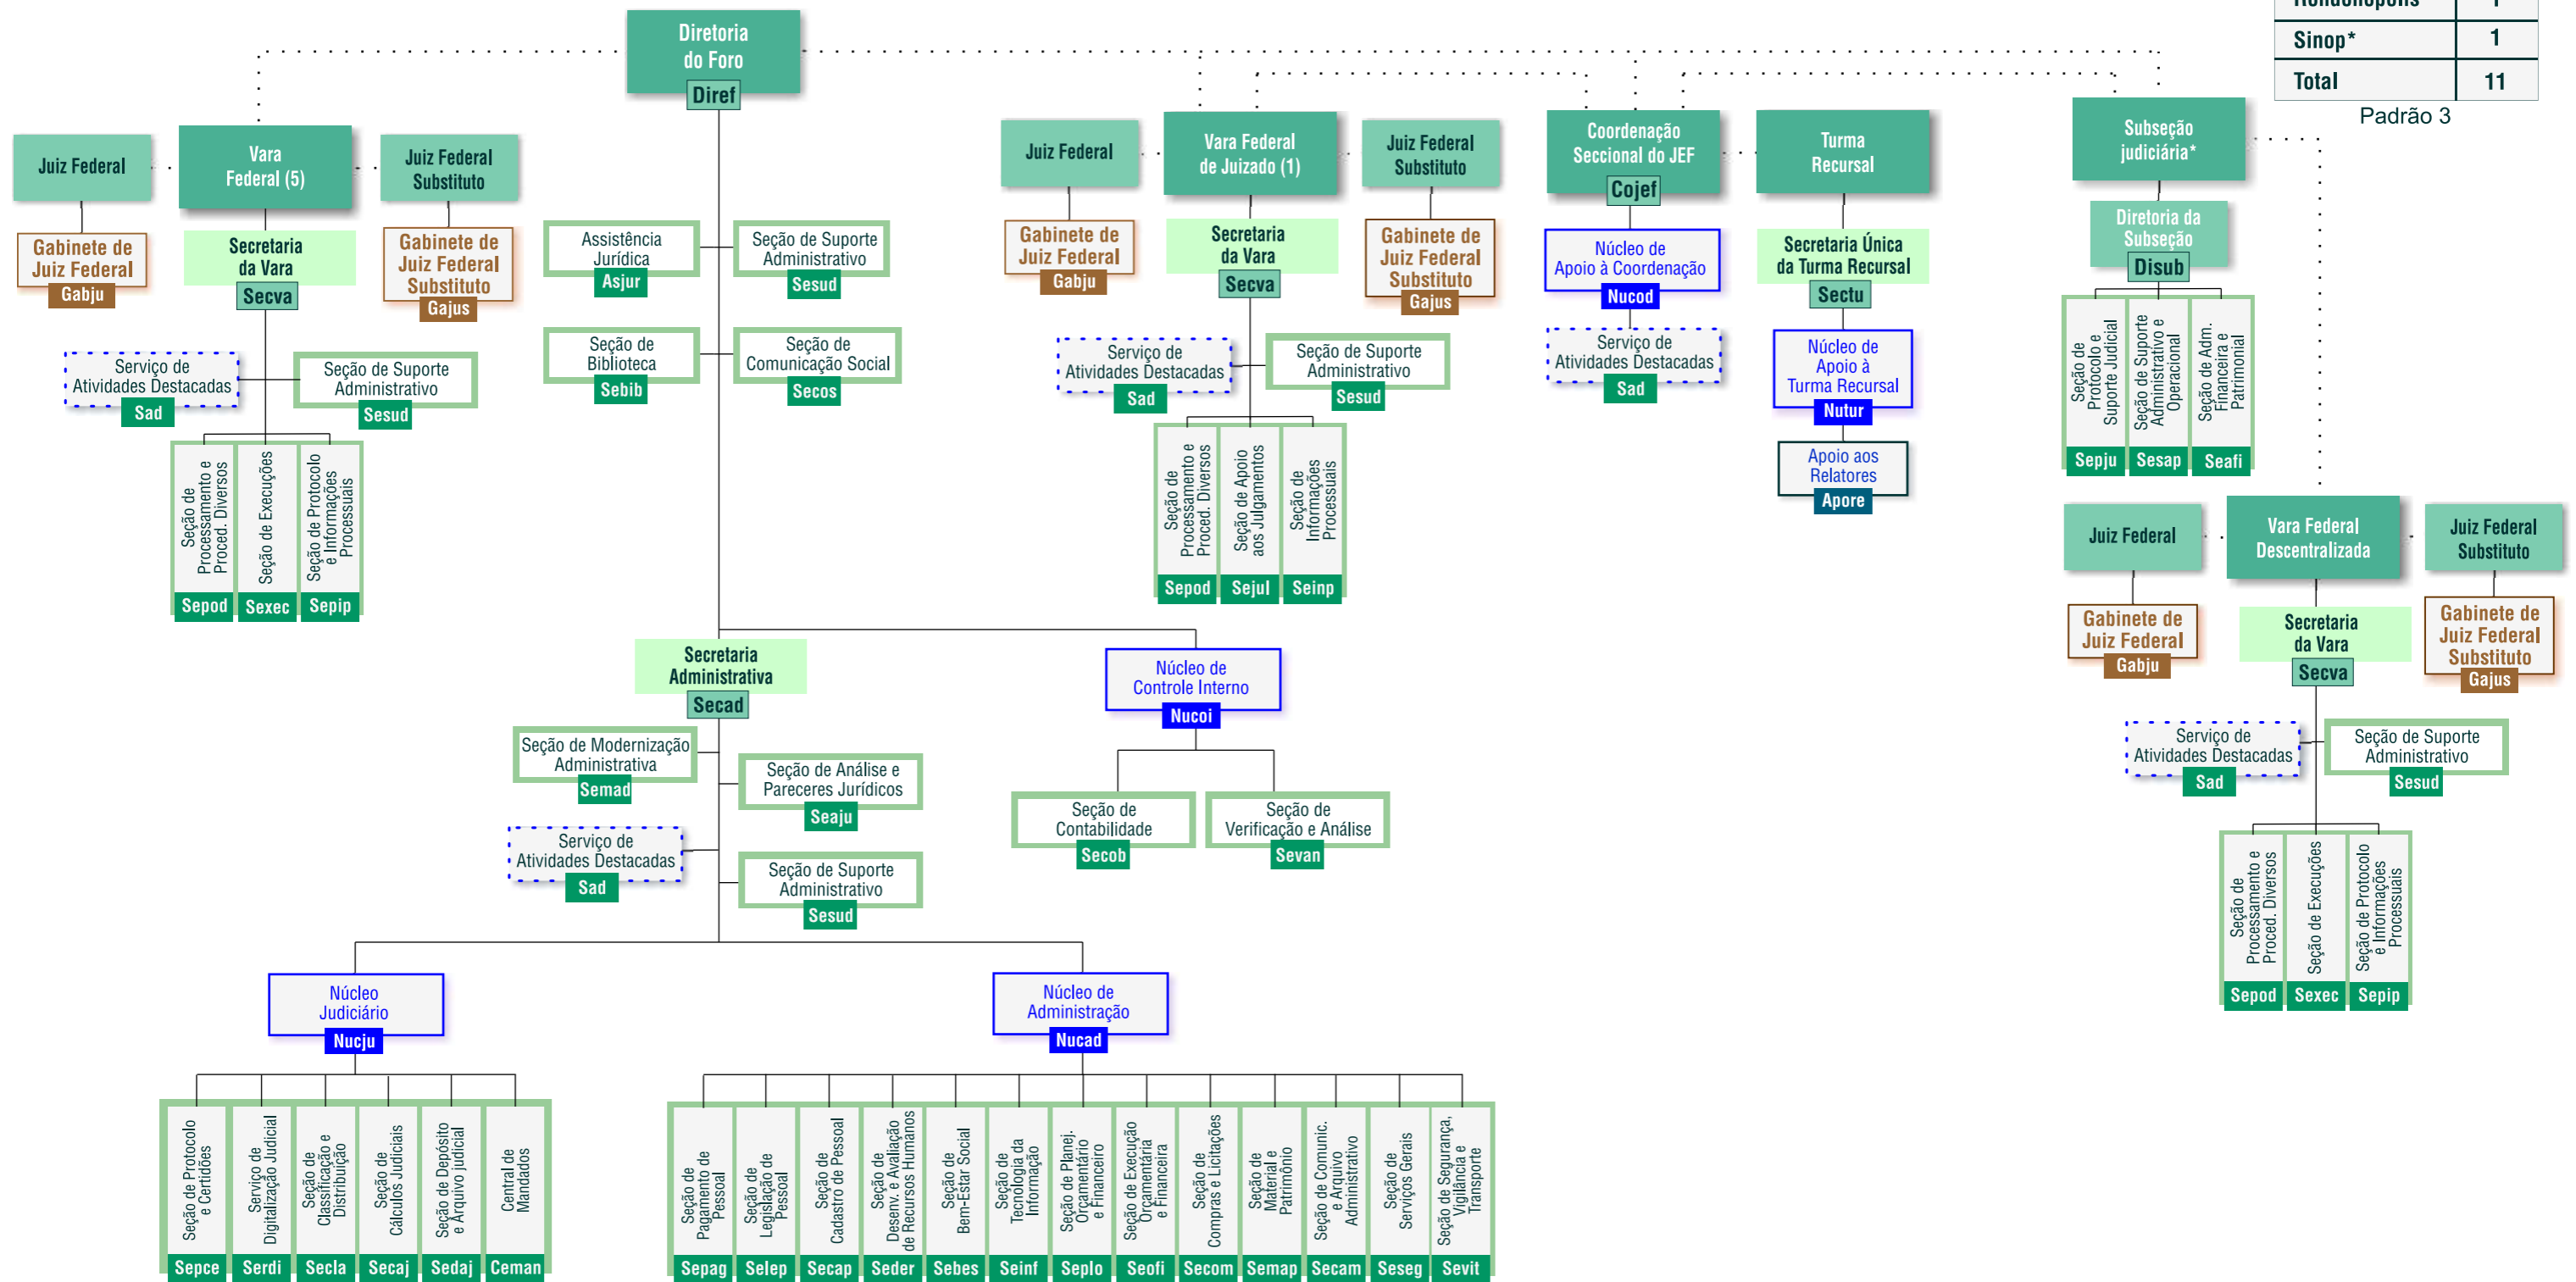 Diretoria
do Foro
Diref
Rondonópolis 1
Sinop* 1
Total 11
Padrão 3
Juiz Federal
Gabinete de
Juiz Federal
Gabju
Vara
Federal (5)
Secretaria
da Vara
Secva
Juiz Federal
Substituto
Gabinete de
Juiz Federal
Substituto
Gajus
Serviço de
Atividades Destacadas
Sad
Seção de Suporte
Administrativo
Sesud
Seção de
Processamento e
Proced. Diversos
Sepod
Seção de Execuções
Sexec
Seção de Protocolo
e Informações
Processuais
Sepip
Assistência
Jurídica
Asjur
Seção de Suporte
Administrativo
Sesud
Seção de
Biblioteca
Sebib
Seção de
Comunicação Social
Secos
Juiz Federal
Gabinete de
Juiz Federal
Gabju
Vara Federal
de Juizado (1)
Secretaria
da Vara
Secva
Juiz Federal
Substituto
Gabinete de
Juiz Federal
Substituto
Gajus
Serviço de
Atividades Destacadas
Sad
Seção de Suporte
Administrativo
Sesud
Seção de
Processamento e
Proced. Diversos
Sepod
Seção de Apoio
aos Julgamentos
Sejul
Seção de
Informações
Processuais
Seinp
Coordenação
Seccional do JEF
Cojef
Núcleo de
Apoio à Coordenação
Nucod
Serviço de
Atividades Destacadas
Sad
Turma
Recursal
Secretaria Única
da Turma Recursal
Sectu
Núcleo de
Apoio à
Turma Recursal
Nutur
Apoio aos
Relatores
Apore
Subseção
judiciária*
Diretoria da
Subseção
Disub
Seção de
Protocolo e
Suporte Judicial
Sepju
Seção de Suporte
Administrativo e
Operacional
Sesap
Seção de Adm.
Financeira e
Patrimonial
Seafi
Juiz Federal
Gabinete de
Juiz Federal
Gabju
Vara Federal
Descentralizada
Secretaria
da Vara
Secva
Juiz Federal
Substituto
Gabinete de
Juiz Federal
Substituto
Gajus
Serviço de
Atividades Destacadas
Sad
Seção de Suporte
Administrativo
Sesud
Seção de
Processamento e
Proced. Diversos
Sepod
Seção de Execuções
Sexec
Seção de Protocolo
e Informações
Processuais
Sepip
Secretaria
Administrativa
Secad
Núcleo de
Controle Interno
Nucoi
Seção de Modernização
Administrativa
Semad
Seção de Análise e
Pareceres Jurídicos
Seaju
Serviço de
Atividades Destacadas
Sad
Seção de Suporte
Administrativo
Sesud
Seção de
Contabilidade
Secob
Seção de
Verificação e Análise
Sevan
Núcleo
Judiciário
Nucju
Núcleo de
Administração
Nucad
Seção de Protocolo
e Certidões
Sepce
Serviço de
Digitalização Judicial
Serdi
Seção de
Classificação e
Distribuição
Secla
Seção de
Cálculos Judiciais
Secaj
Seção de Depósito
e Arquivo judicial
Sedaj
Central de
Mandados
Ceman
Seção de
Pagamento de
Pessoal
Sepag
Seção de
Legislação de
Pessoal
Selep
Seção de
Cadastro de Pessoal
Secap
Seção de
Desenv. e Avaliação
de Recursos Humanos
Seder
Seção de
Bem-Estar Social
Sebes
Seção de
Tecnologia da
Informação
Seinf
Seção de Planej.
Orçamentário
e Financeiro
Seplo
Seção de Execução
Orçamentária
e Financeira
Seofi
Seção de
Compras e Licitações
Secom
Seção de
Material e
Patrimônio
Semap
Seção de Comunic.
e Arquivo
Administrativo
Secam
Seção de
Serviços Gerais
Seseg
Seção de Segurança,
Vigilância e
Transporte
Sevit